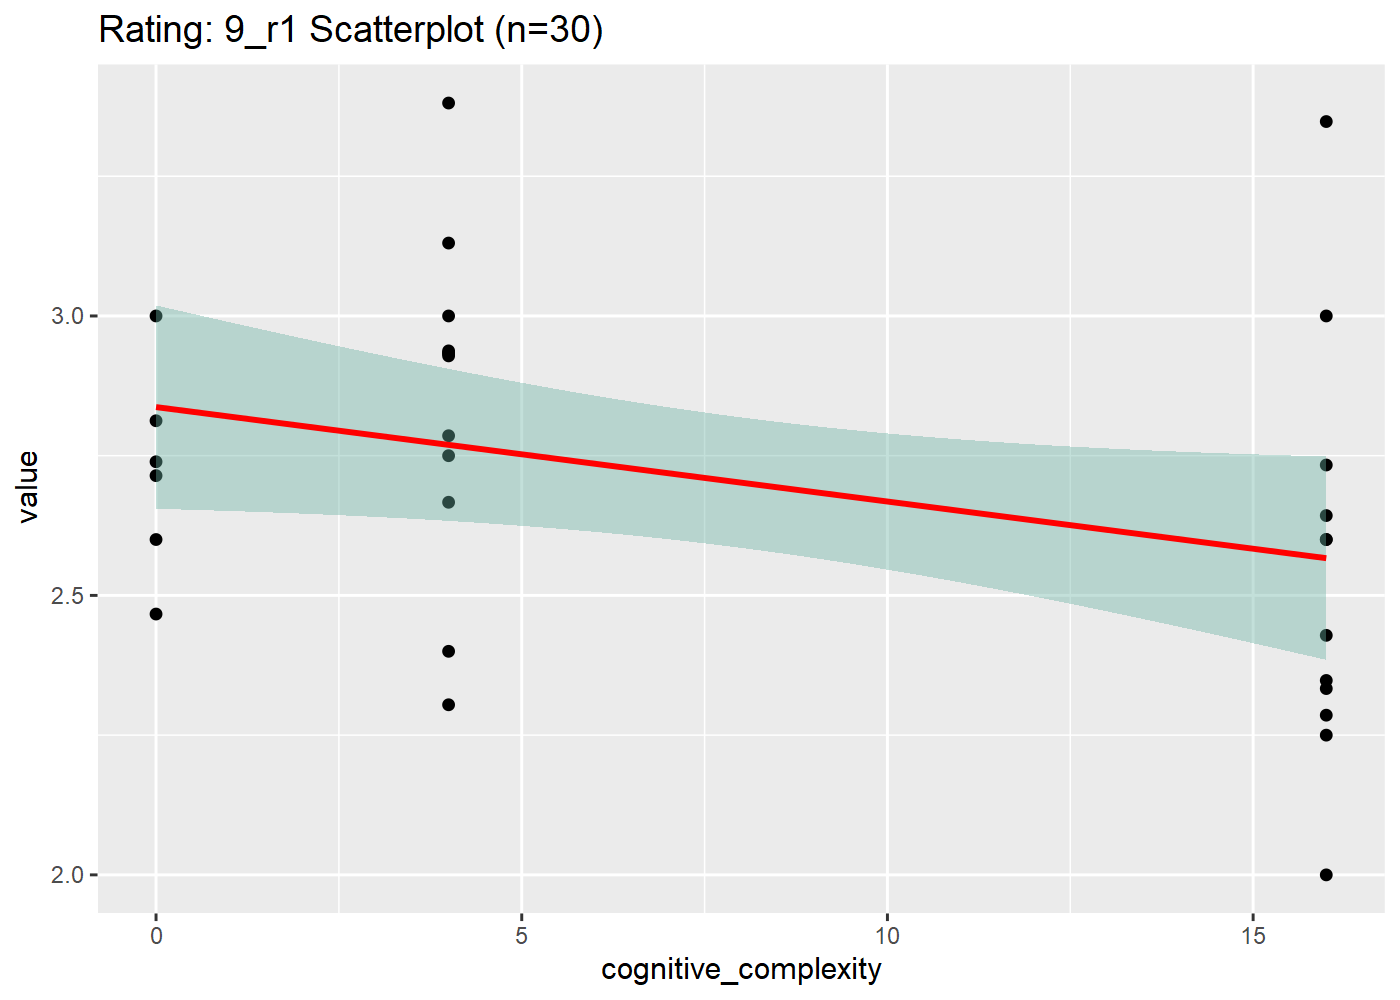 Rating: 9_r1 Scatterplot (n=30)
value
3.0
2.5
2.0
0 5 10 15
cognitive_complexity